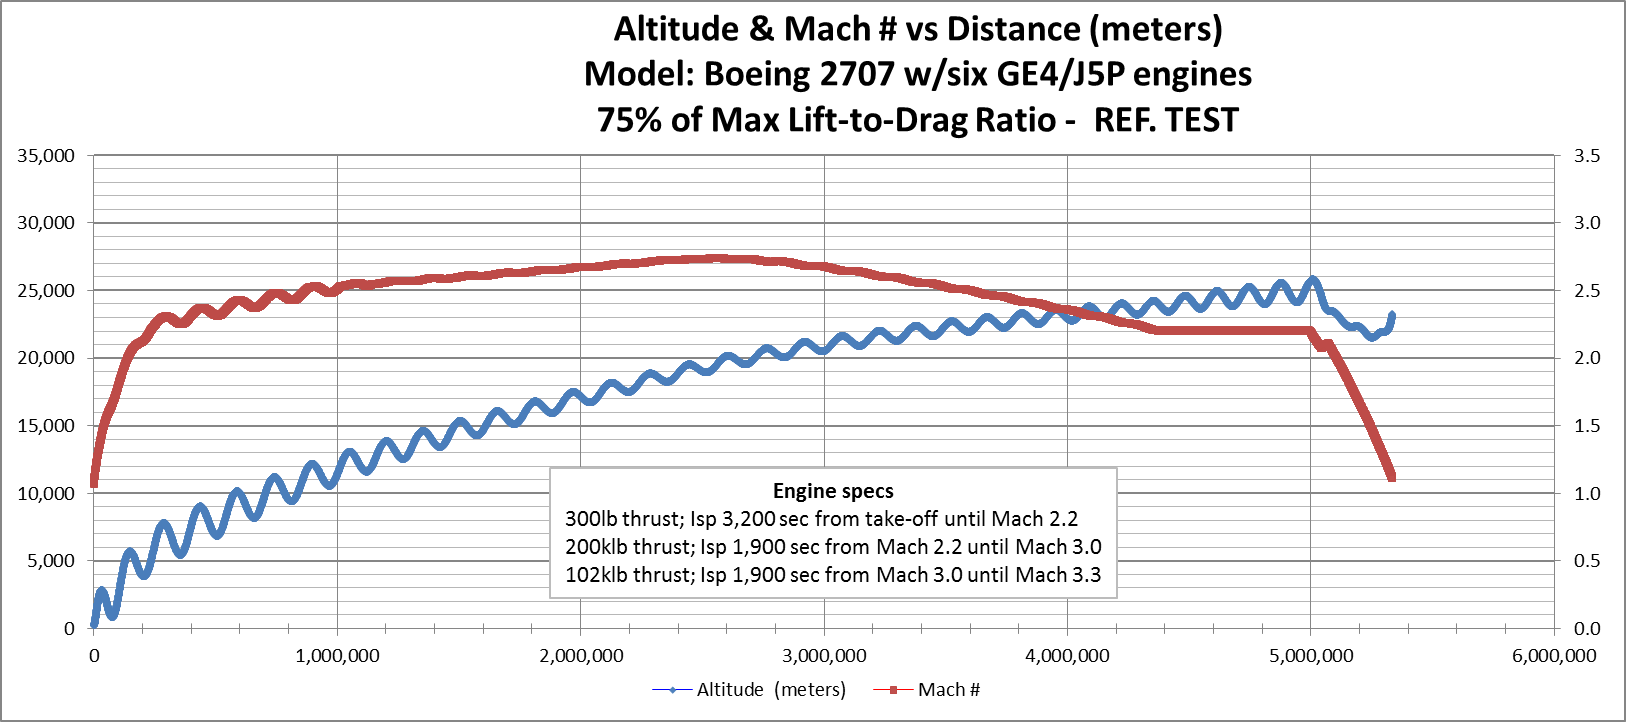 Altitude & Mach # vs Distance (meters)
Model: Boeing 2707 w/six GE4/J5P engines
75% of Max Lift-to-Drag Ratio - REF. TEST
35,000
30,000
25,000
20,000
15,000
10,000
5,000
0
3.5
3.0
2.5
2.0
1.5
1.0
0.5
0.0
Engine specs
300lb thrust; Isp 3,200 sec from take-off until Mach 2.2
200klb thrust; Isp 1,900 sec from Mach 2.2 until Mach 3.0
102klb thrust; Isp 1,900 sec from Mach 3.0 until Mach 3.3
0 1,000,000 2,000,000 3,000,000 4,000,000 5,000,000 6,000,000
Altitude (meters) Mach #